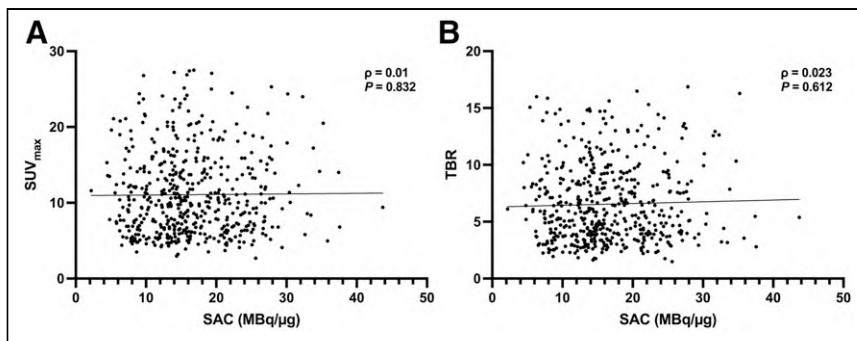 A
30
20
10
0
SUVmax
ρ = 0.01
P = 0.832
0 10 20 30 40 50
SAC (MBq/μg)
B
20
15
10
5
0
TBR
ρ = 0.023
P = 0.612
0 10 20 30 40 50
SAC (MBq/μg)